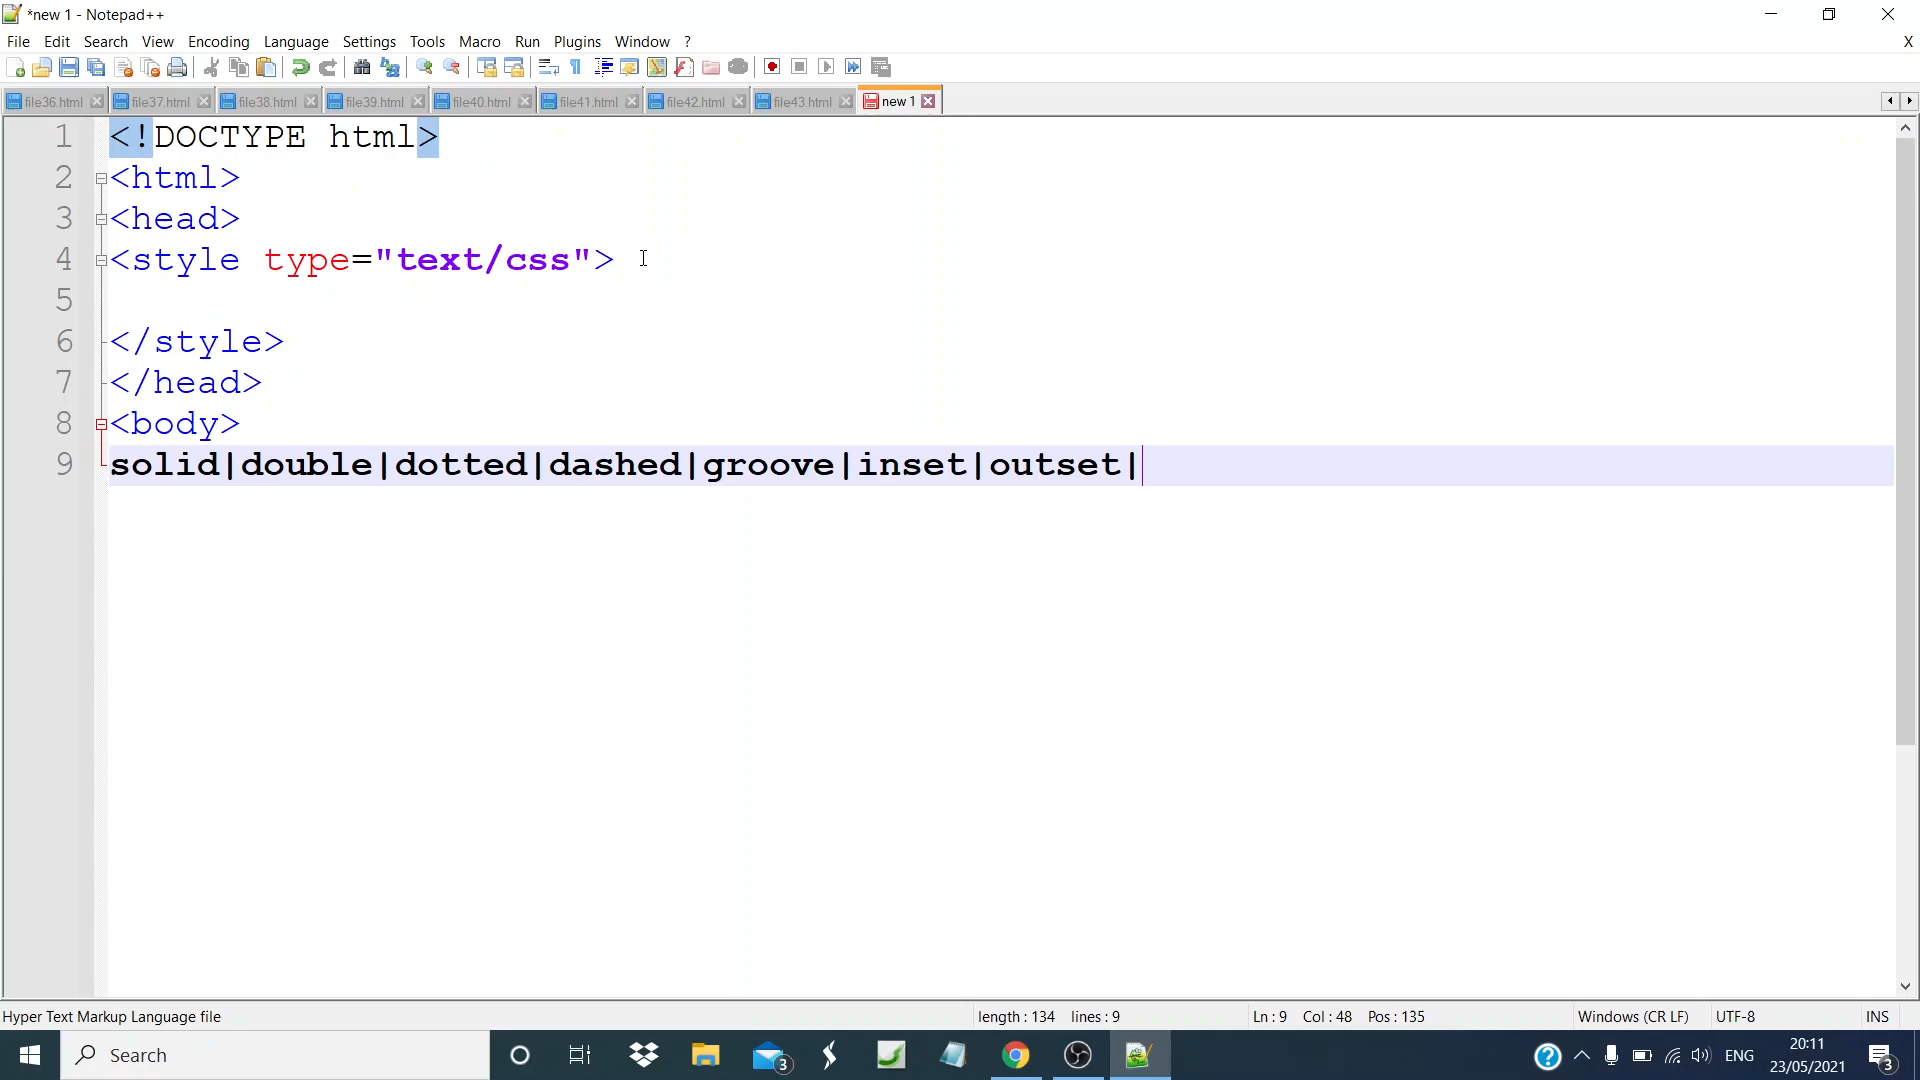 *new 1 - Notepad++
File Edit Search View Encoding Language Settings Tools Macro Run Plugins Window ? X
file36.html file37.html file38.html file39.html file40.html file41.html file42.html file43.html new 1
1 <!DOCTYPE html>
2 <html>
3 <head>
4 <style type="text/css">
5
6 </style>
7 </head>
8 <body>
9 solid|double|dotted|dashed|groove|inset|outset|
Hyper Text Markup Language file length : 134 lines : 9 Ln : 9 Col : 48 Pos : 135 Windows (CR LF) UTF-8 INS
Search 3 ENG 20:11 3
23/05/2021